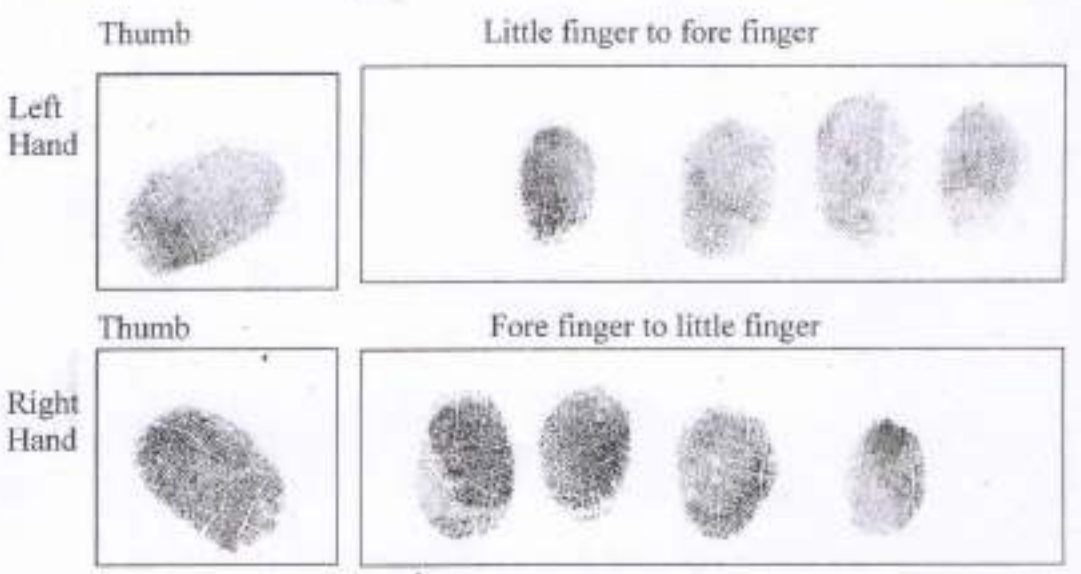 Thumb
Little finger to fore finger
Left
Hand
Thumb
Fore finger to little finger
Right
Hand